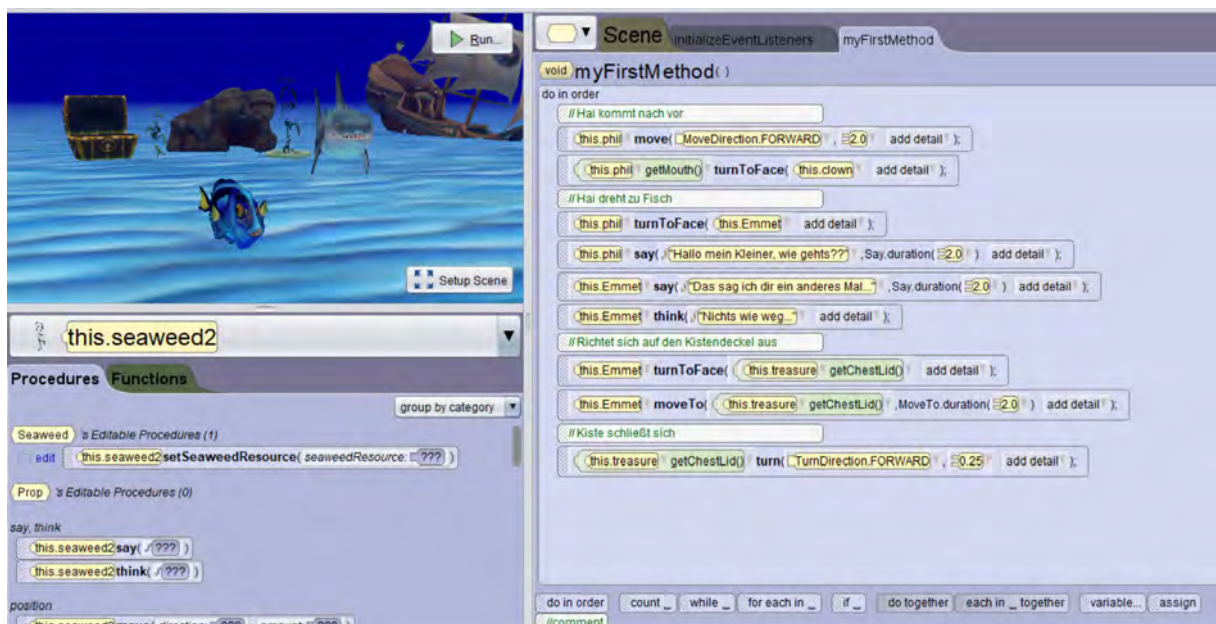 Run...
Setup Scene
this.seaweed2
Procedures Functions
group by category
Seaweed 's Editable Procedures (1)
edit this.seaweed2 setSeaweedResource( seaweedResource: ??? )
Prop 's Editable Procedures (0)
say, think
this.seaweed2 say( ??? )
this.seaweed2 think( ??? )
position
this.seaweed2 move( direction: ??? , amount: ??? )
Scene initializeEventListeners myFirstMethod
void myFirstMethod ( )
do in order
//Hai kommt nach vor
this.phil move( MoveDirection.FORWARD , 2.0 add detail );
( this.phil getMouth() turnToFace( this.clown add detail );
//Hai dreht zu Fisch
this.phil turnToFace( this.Emmet add detail );
this.phil say( "Hallo mein Kleiner, wie gehts??" ,Say.duration( 2.0 ) add detail );
this.Emmet say( "Das sag ich dir ein anderes Mal..." ,Say.duration( 2.0 ) add detail );
this.Emmet think( "Nichts wie weg..." add detail );
//Richtet sich auf den Kistendeckel aus
this.Emmet turnToFace( ( this.treasure getChestLid() add detail );
this.Emmet moveTo( ( this.treasure getChestLid() ,MoveTo.duration( 2.0 ) add detail );
//Kiste schließt sich
( this.treasure getChestLid() turn( TurnDirection.FORWARD , 0.25 add detail );
do in order count _ while _ for each in _ if _ do together each in _ together variable... assign
//comment